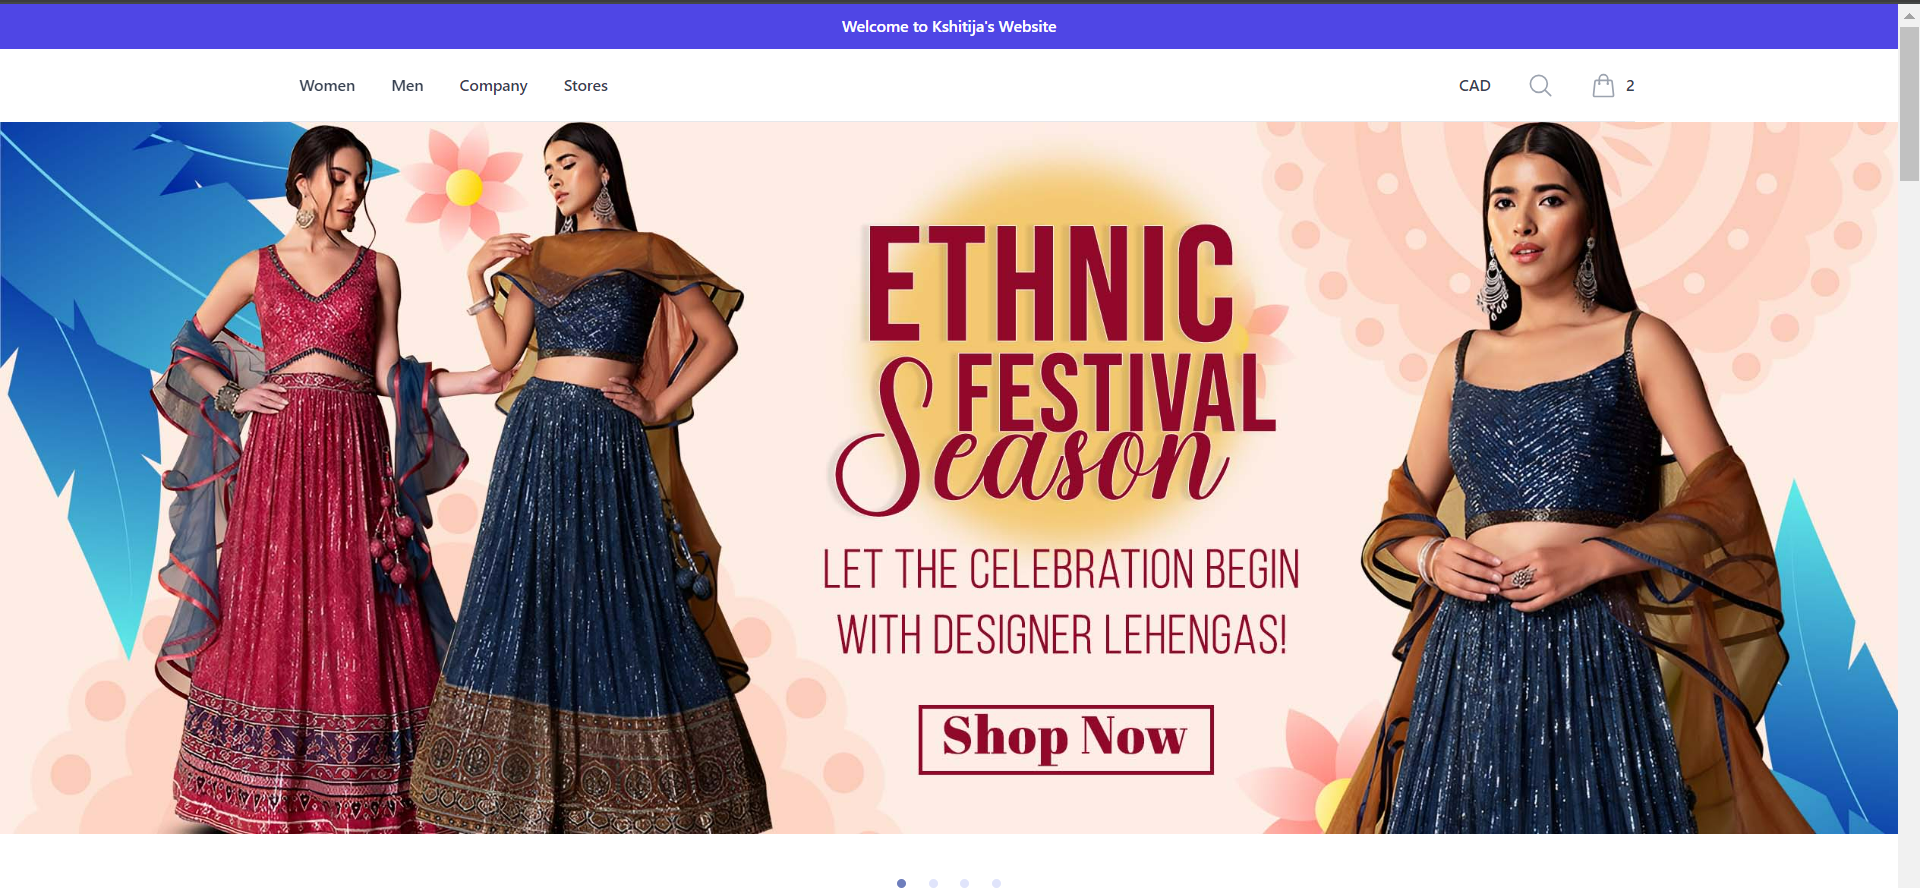 Welcome to Kshitija's Website
Women Men Company Stores CAD 2
ETHNIC
FESTIVAL
Season
LET THE CELEBRATION BEGIN
WITH DESIGNER LEHENGAS!
Shop Now